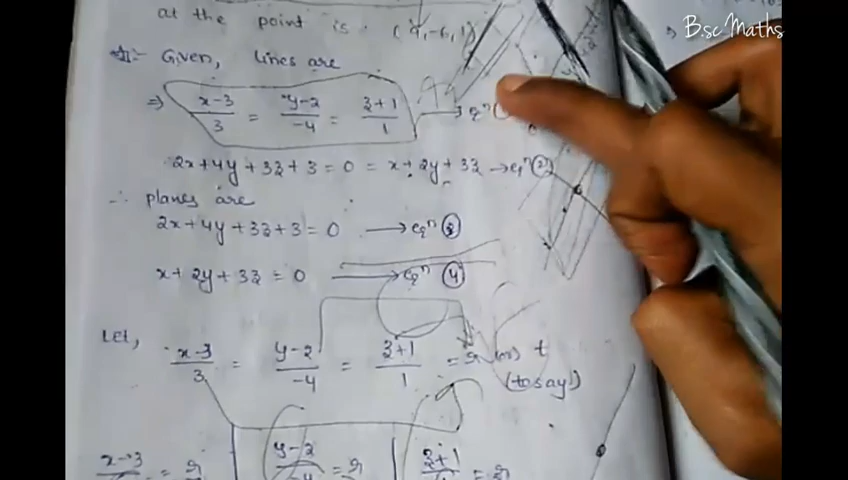 B.sc Maths
at the point is (4,-6,1)
Given, lines are
⇒ x-3/3 = y-2/-4 = z+1/1 → eqn
2x+4y+3z+3=0 = x+2y+3z → eqn (2)
∴ planes are
2x+4y+3z+3=0 → eqn (3)
x+2y+3z=0 → eqn (4)
Let,
x-3/3 = y-2/-4 = z+1/1 = r (or) t
(to say)
x-3/3 = r | y-2/-4 = r | z+1/1 = r